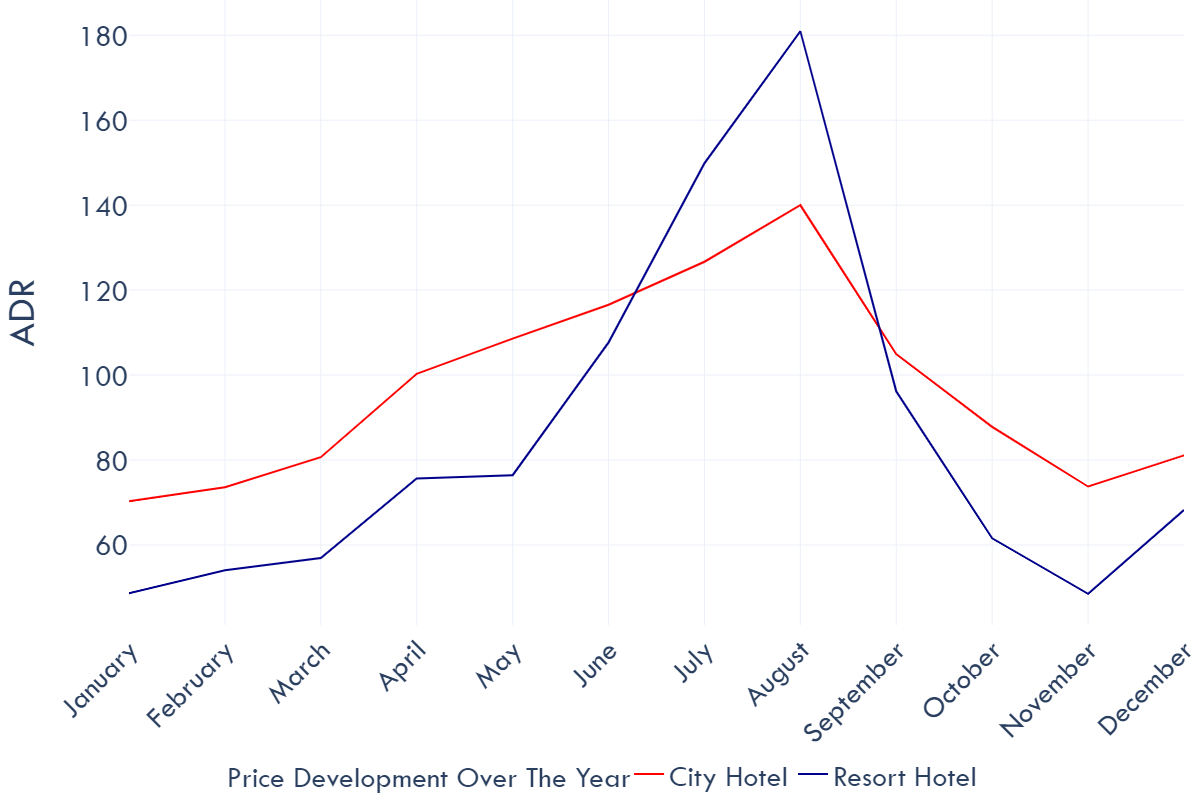 180
160
140
120
100
80
60
ADR
January
February
March
April
May
June
July
August
September
October
November
December
Price Development Over The Year City Hotel Resort Hotel